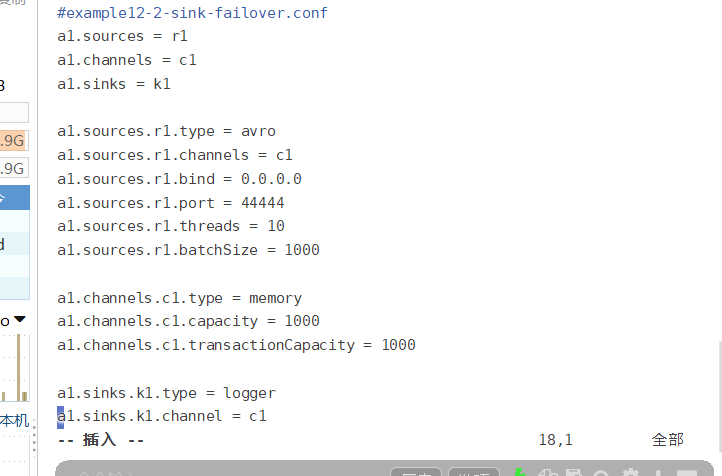 #example12-2-sink-failover.conf
a1.sources = r1
a1.channels = c1
a1.sinks = k1
a1.sources.r1.type = avro
a1.sources.r1.channels = c1
a1.sources.r1.bind = 0.0.0.0
a1.sources.r1.port = 44444
a1.sources.r1.threads = 10
a1.sources.r1.batchSize = 1000
a1.channels.c1.type = memory
a1.channels.c1.capacity = 1000
a1.channels.c1.transactionCapacity = 1000
a1.sinks.k1.type = logger
a1.sinks.k1.channel = c1
-- 插入 -- 18,1 全部
.9G
.9G
本机